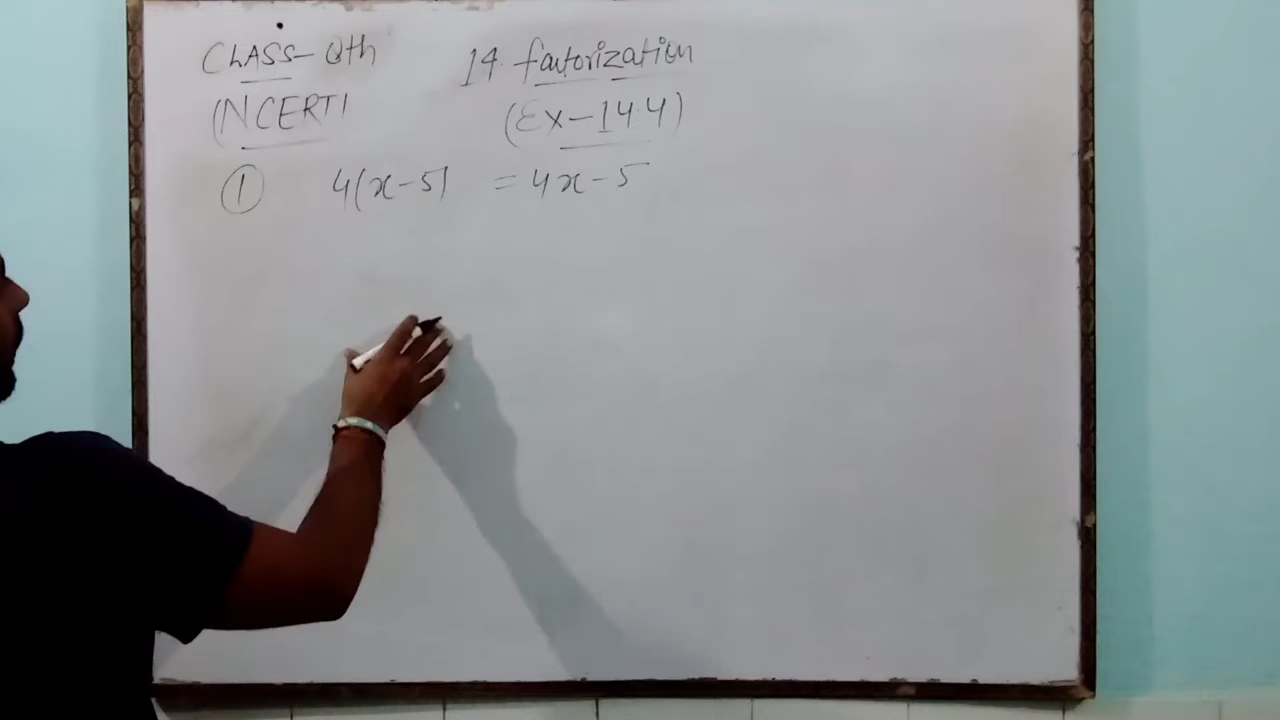 CLASS-8th 14. factorization
(NCERT) (Ex-14.4)
① 4(x-5) = 4x-5